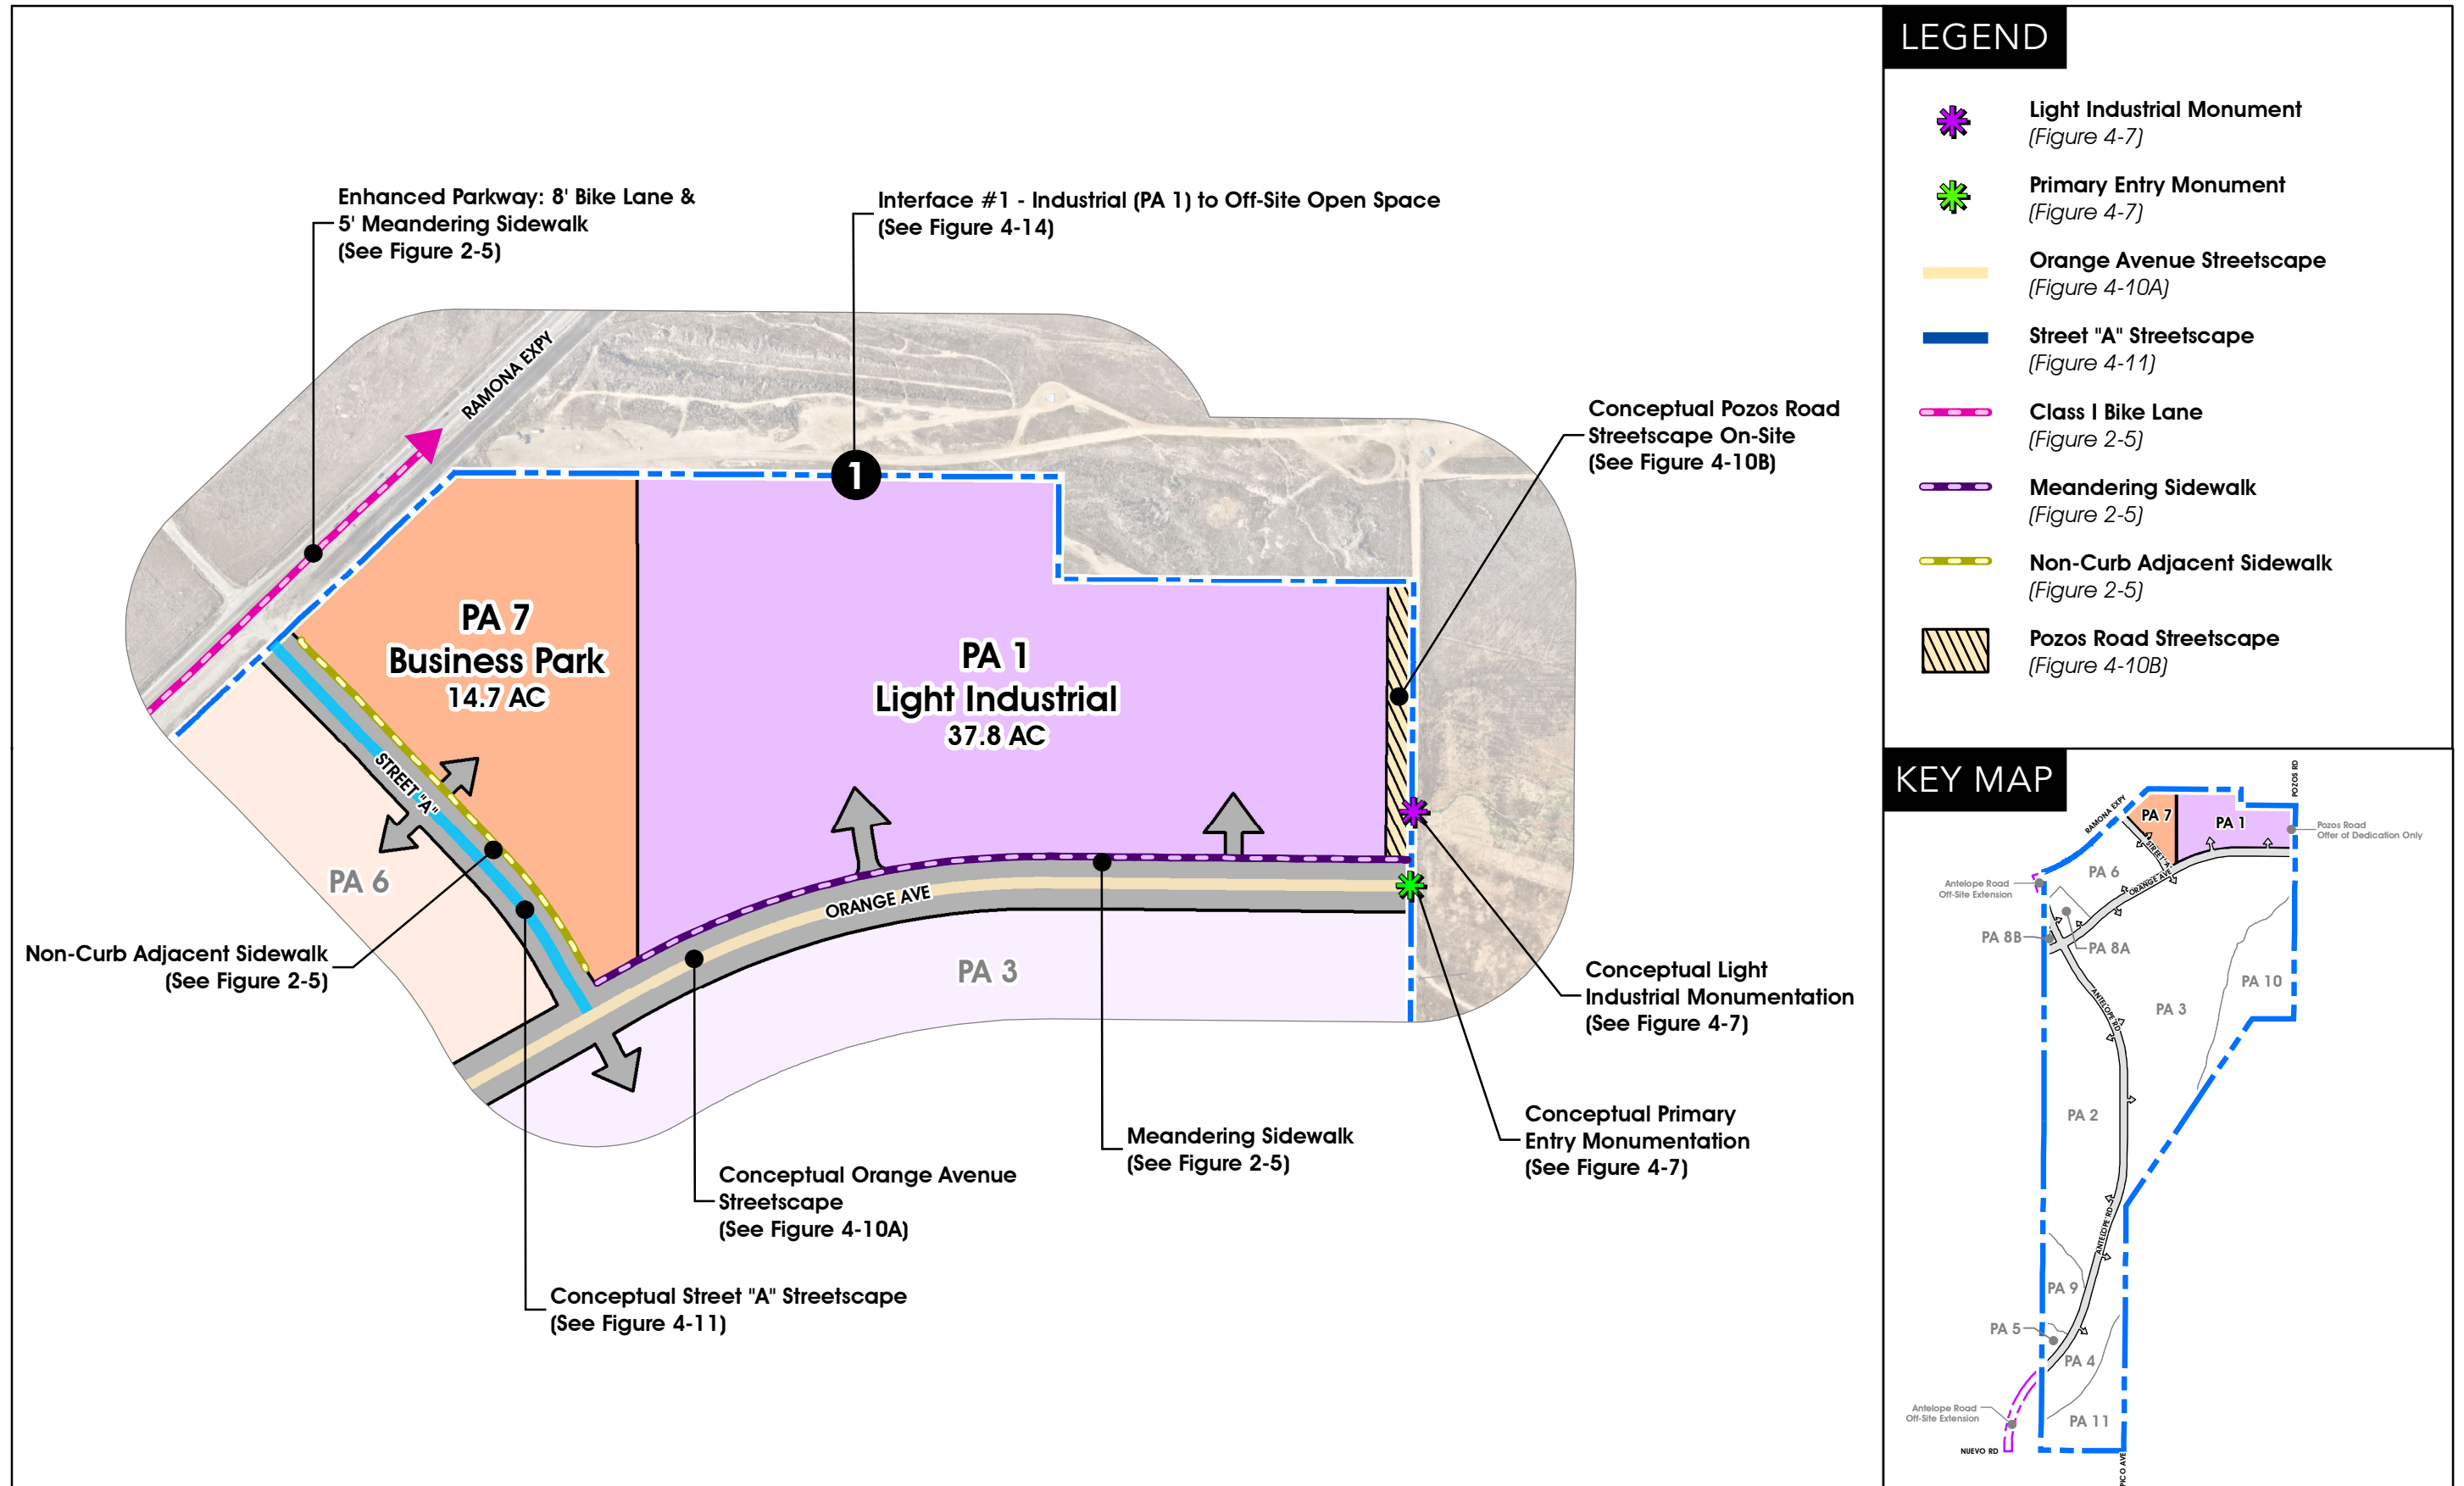 Enhanced Parkway: 8' Bike Lane &
5' Meandering Sidewalk
(See Figure 2-5)
Interface #1 - Industrial (PA 1) to Off-Site Open Space
(See Figure 4-14)
RAMONA EXPY
1
Conceptual Pozos Road
Streetscape On-Site
(See Figure 4-10B)
PA 7
Business Park
14.7 AC
PA 1
Light Industrial
37.8 AC
STREET "A"
PA 6
ORANGE AVE
PA 3
Non-Curb Adjacent Sidewalk
(See Figure 2-5)
Conceptual Light
Industrial Monumentation
(See Figure 4-7)
Conceptual Primary
Entry Monumentation
(See Figure 4-7)
Meandering Sidewalk
(See Figure 2-5)
Conceptual Orange Avenue
Streetscape
(See Figure 4-10A)
Conceptual Street "A" Streetscape
(See Figure 4-11)
LEGEND
Light Industrial Monument
(Figure 4-7)
Primary Entry Monument
(Figure 4-7)
Orange Avenue Streetscape
(Figure 4-10A)
Street "A" Streetscape
(Figure 4-11)
Class I Bike Lane
(Figure 2-5)
Meandering Sidewalk
(Figure 2-5)
Non-Curb Adjacent Sidewalk
(Figure 2-5)
Pozos Road Streetscape
(Figure 4-10B)
KEY MAP
POZOS RD
RAMONA EXPY
PA 7
PA 1
Pozos Road
Offer of Dedication Only
STREET "A"
PA 6
ORANGE AVE
Antelope Road
Off-Site Extension
PA 8B
PA 8A
PA 10
ANTELOPE RD
PA 3
PA 2
ANTELOPE RD
PA 9
PA 5
PA 4
Antelope Road
Off-Site Extension
PA 11
NUEVO RD
PICO AVE